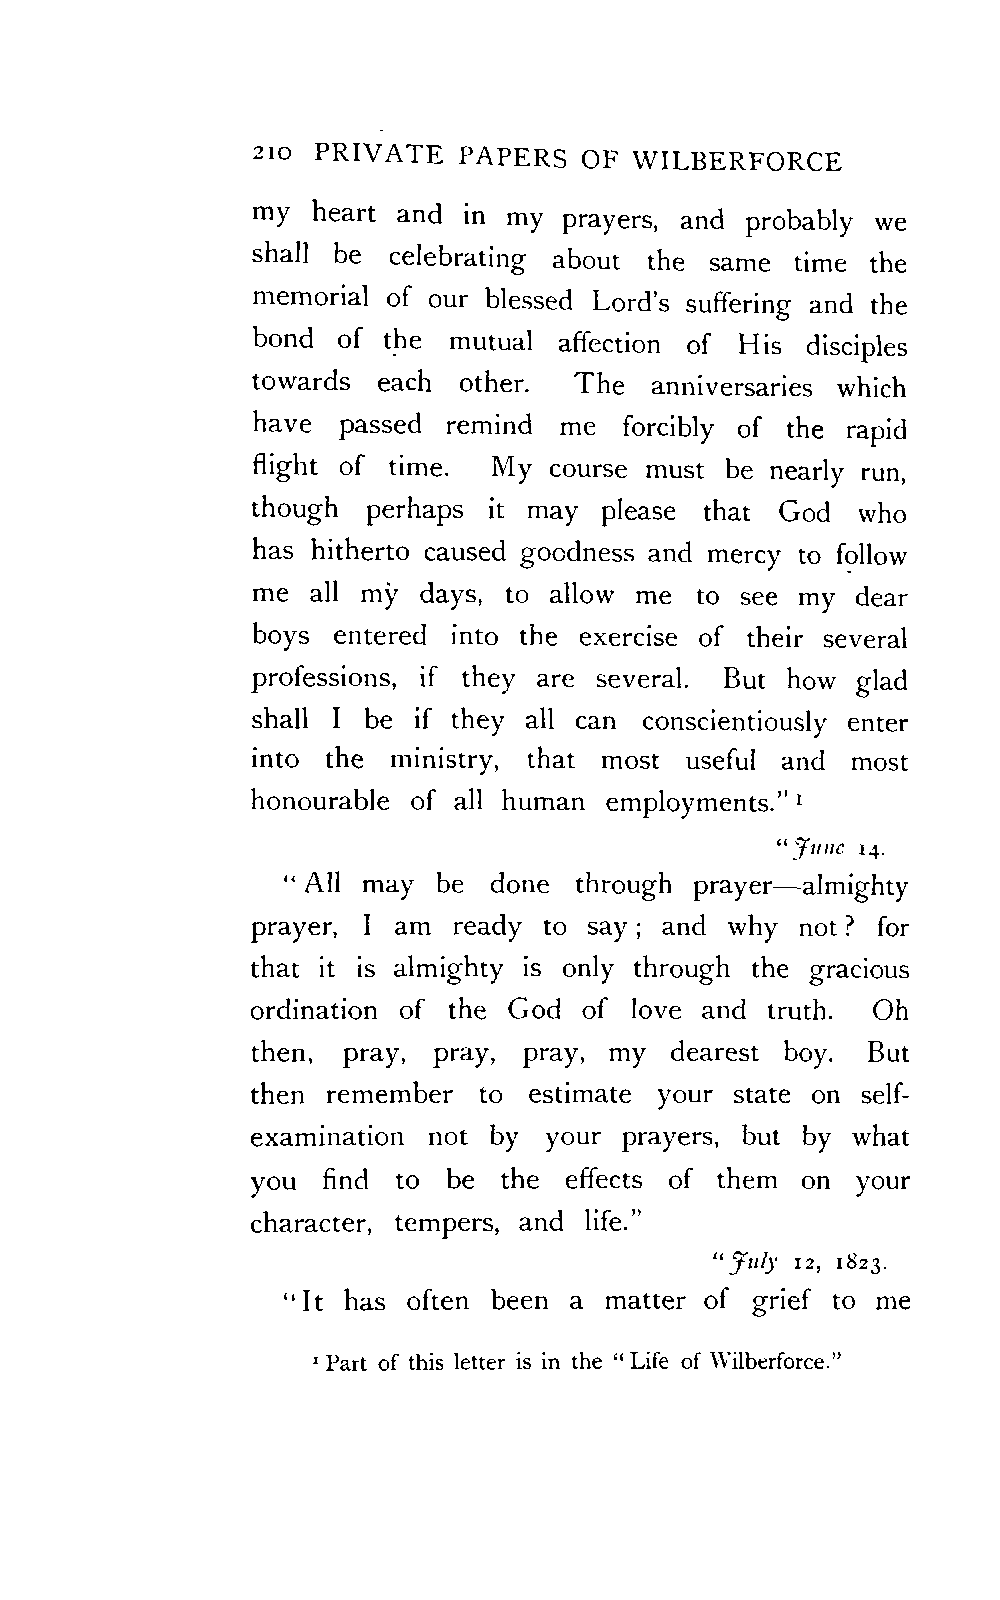 210 PRIVATE PAPERS OF WILBERFORCE
my heart and in my prayers, and probably we
shall be celebrating about the same time the
memorial of our blessed Lord's suffering and the
bond of the mutual affection of His disciples
towards each other. The anniversaries which
have passed remind me forcibly of the rapid
flight of time. My course must be nearly run,
though perhaps it may please that God who
has hitherto caused goodness and mercy to follow
me all my days, to allow me to see my dear
boys entered into the exercise of their several
professions, if they are several. But how glad
shall I be if they all can conscientiously enter
into the ministry, that most useful and most
honourable of all human employments." 1
"June 14.
"All may be done through prayer—almighty
prayer, I am ready to say; and why not? for
that it is almighty is only through the gracious
ordination of the God of love and truth. Oh
then, pray, pray, pray, my dearest boy. But
then remember to estimate your state on self-
examination not by your prayers, but by what
you find to be the effects of them on your
character, tempers, and life."
"July 12, 1823.
"It has often been a matter of grief to me
1 Part of this letter is in the "Life of Wilberforce."